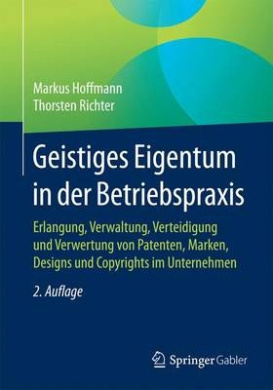 Markus Hoffmann
Thorsten Richter
Geistiges Eigentum
in der Betriebspraxis
Erlangung, Verwaltung, Verteidigung
und Verwertung von Patenten, Marken,
Designs und Copyrights im Unternehmen
2. Auflage
Springer Gabler